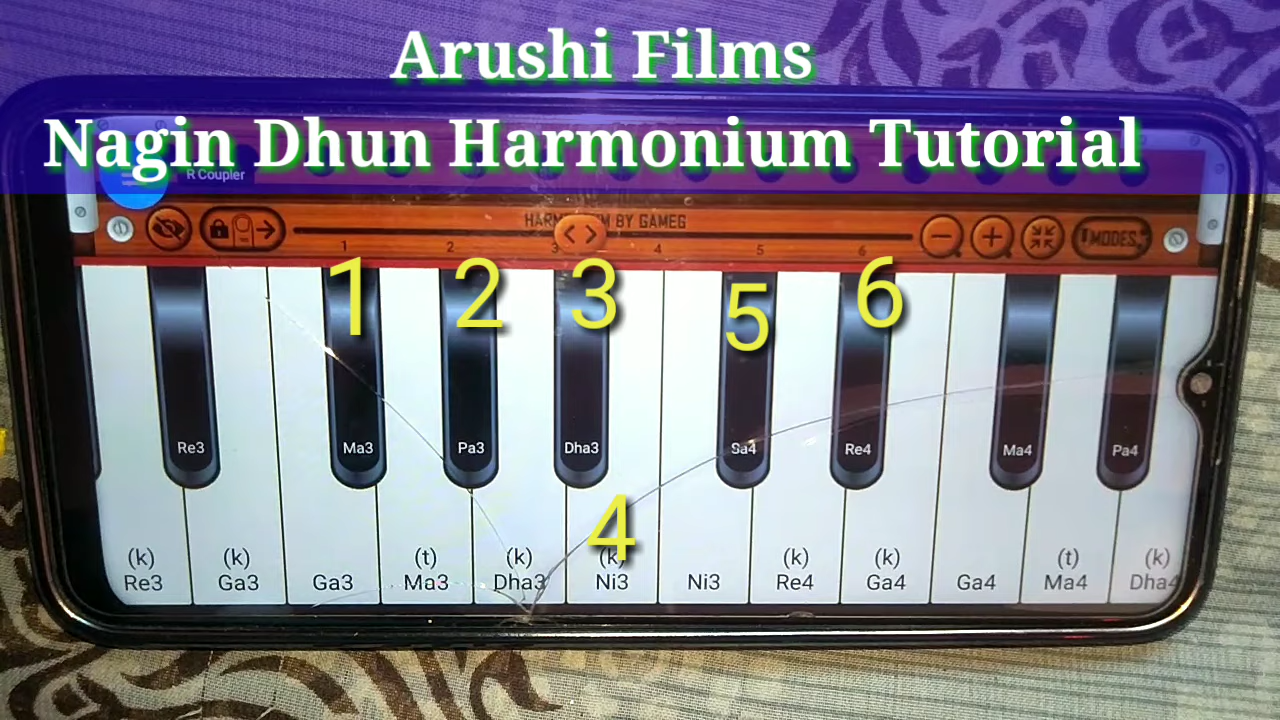 Arushi Films
Nagin Dhun Harmonium Tutorial
R Coupler
HARMONIUM BY GAMEG
< >
MODES
1 2 3 4 5 6
1 2 3 5 6
Re3 Ma3 Pa3 Dha3 Sa4 Re4 Ma4 Pa4
4
(k) (k) (t) (k) (k) (k) (k) (t) (k)
Re3 Ga3 Ga3 Ma3 Dha3 Ni3 Ni3 Re4 Ga4 Ga4 Ma4 Dha4